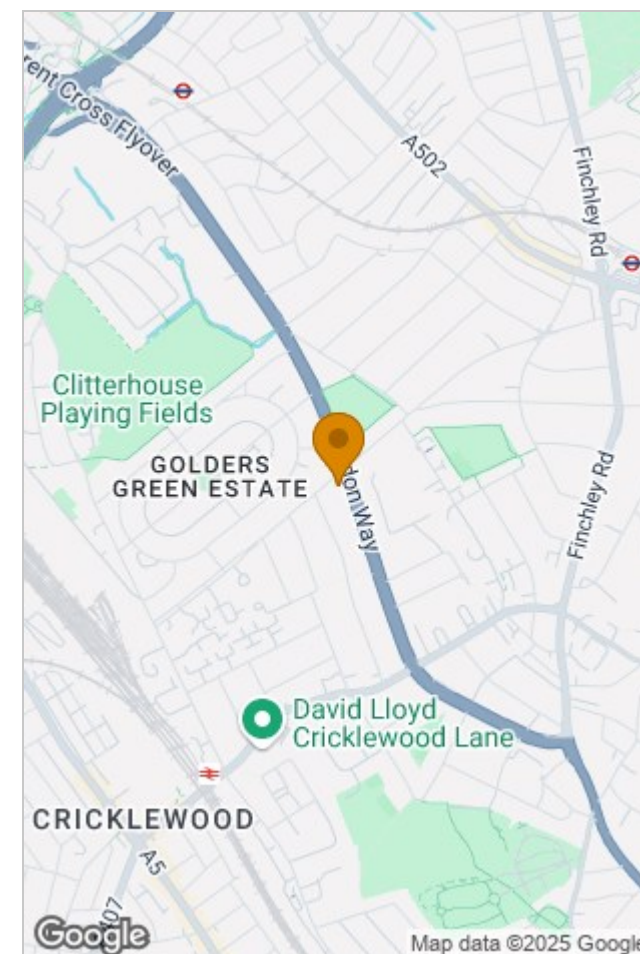 rent Cross Flyover
A502
Finchley Rd
Clitterhouse
Playing Fields
GOLDERS
GREEN ESTATE
don Way
Finchley Rd
David Lloyd
Cricklewood Lane
CRICKLEWOOD
A5
407
Google
Map data ©2025 Google